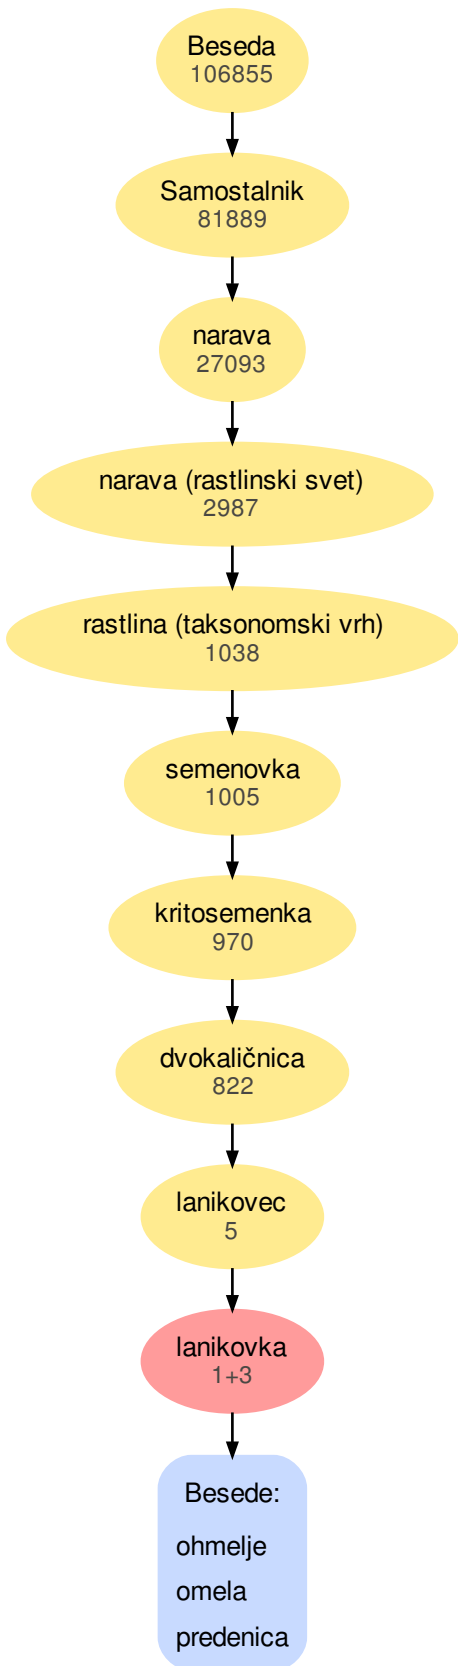 Beseda
106855
Samostalnik
81889
narava
27093
narava (rastlinski svet)
2987
rastlina (taksonomski vrh)
1038
semenovka
1005
kritosemenka
970
dvokaličnica
822
lanikovec
5
lanikovka
1+3
Besede:
ohmelje
omela
predenica